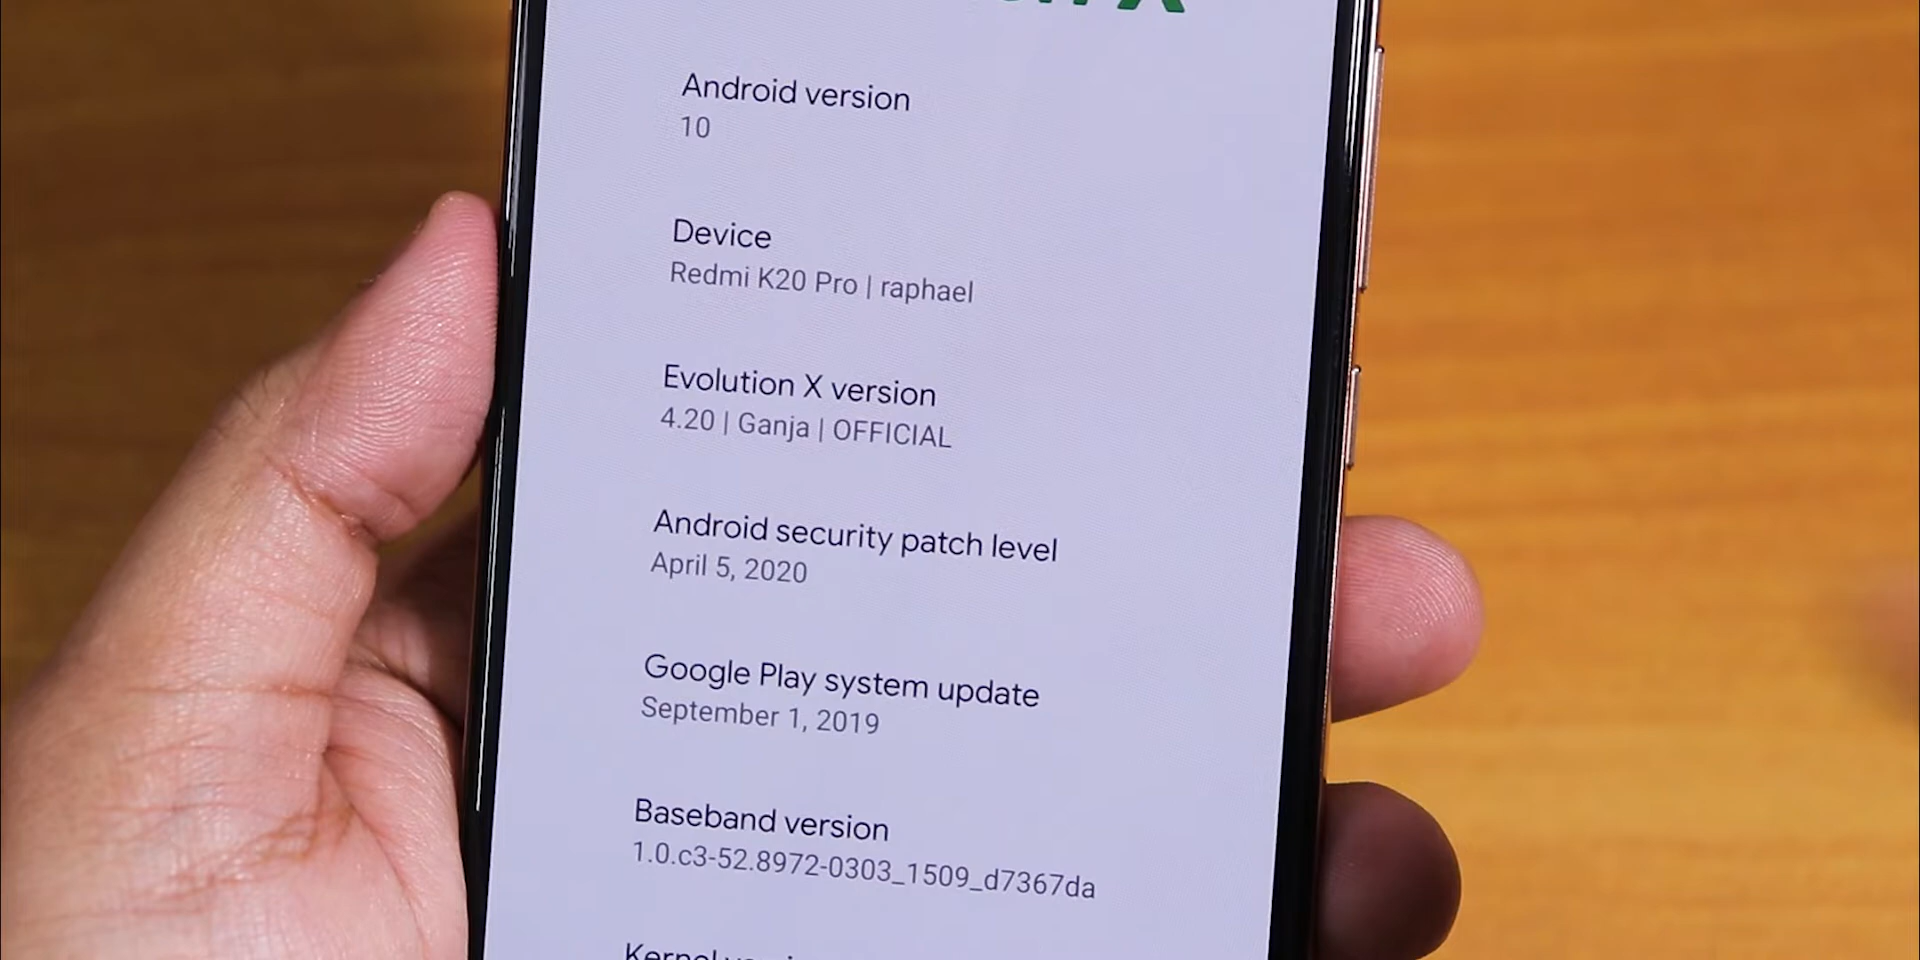 Android version
10
Device
Redmi K20 Pro | raphael
Evolution X version
4.20 | Ganja | OFFICIAL
Android security patch level
April 5, 2020
Google Play system update
September 1, 2019
Baseband version
1.0.c3-52.8972-0303_1509_d7367da
Kernel